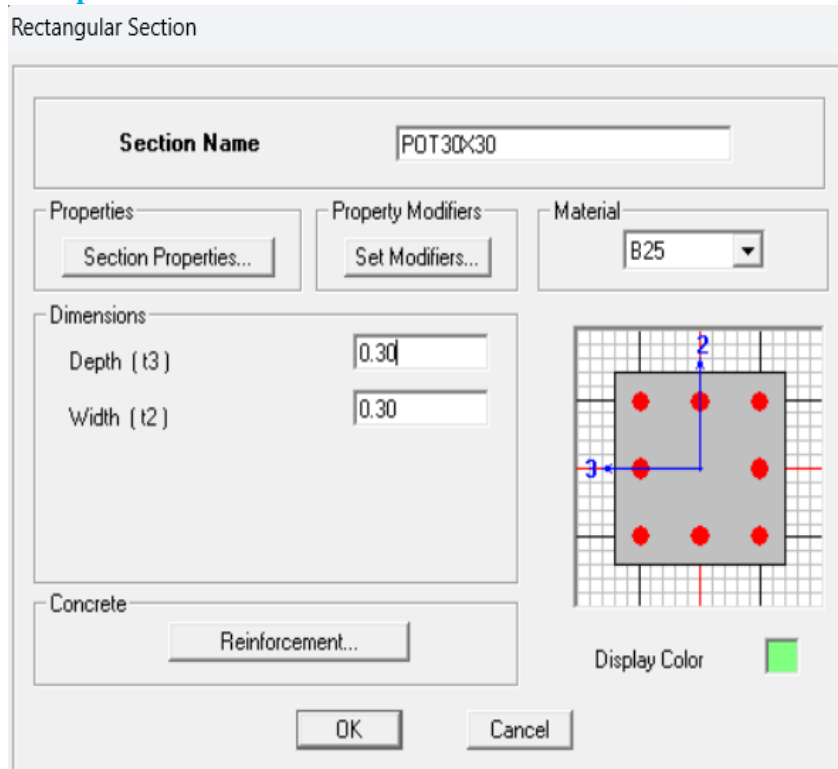 Rectangular Section
Section Name
POT30X30
Properties
Section Properties...
Property Modifiers
Set Modifiers...
Material
B25
Dimensions
Depth ( t3 )
0.30
Width ( t2 )
0.30
2
3
Concrete
Reinforcement...
Display Color
OK
Cancel